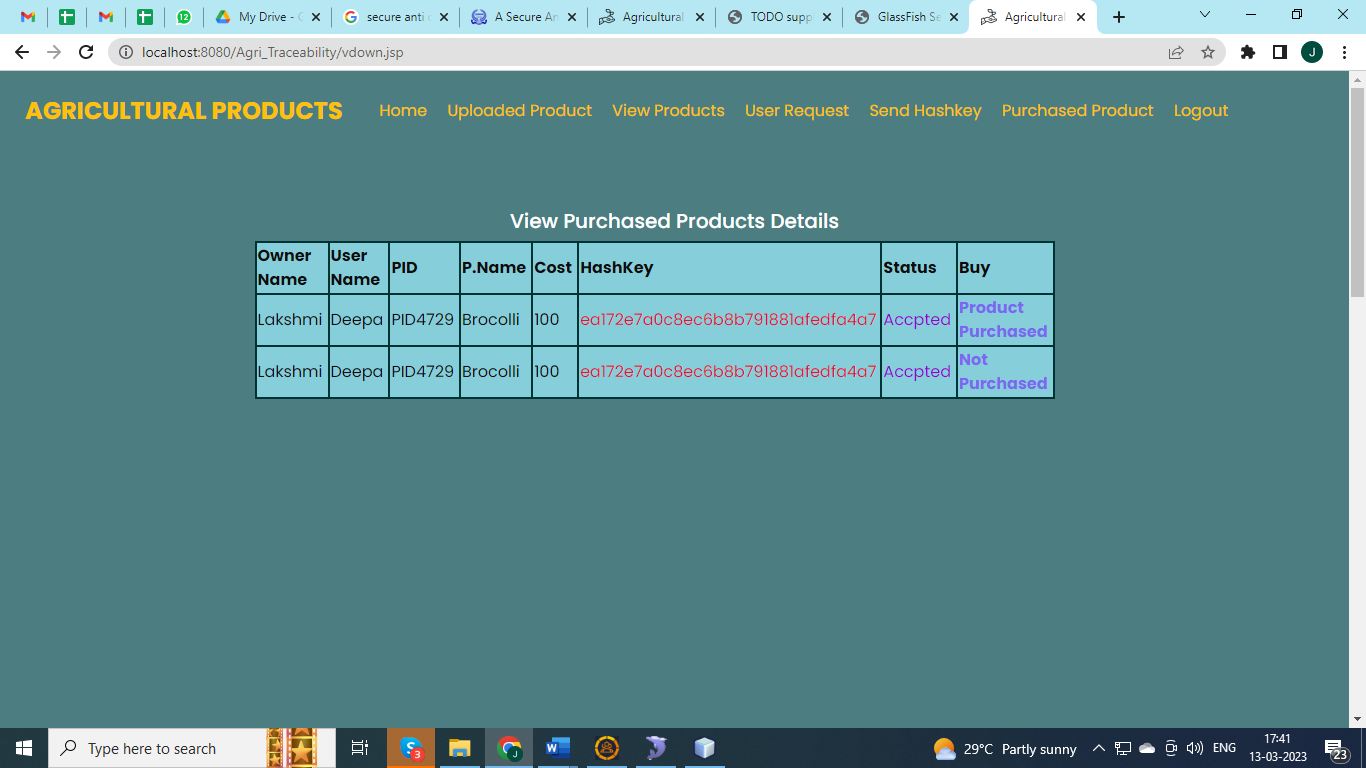 My Drive - G
secure anti c
A Secure An
Agricultural
TODO supp
GlassFish Se
Agricultural
localhost:8080/Agri_Traceability/vdown.jsp
J
AGRICULTURAL PRODUCTS Home Uploaded Product View Products User Request Send Hashkey Purchased Product Logout
View Purchased Products Details
Owner Name User Name PID P.Name Cost HashKey Status Buy
Lakshmi Deepa PID4729 Brocolli 100 ea172e7a0c8ec6b8b791881afedfa4a7 Accpted Product Purchased
Lakshmi Deepa PID4729 Brocolli 100 ea172e7a0c8ec6b8b791881afedfa4a7 Accpted Not Purchased
Type here to search
3
29°C Partly sunny
ENG
17:41
13-03-2023
23